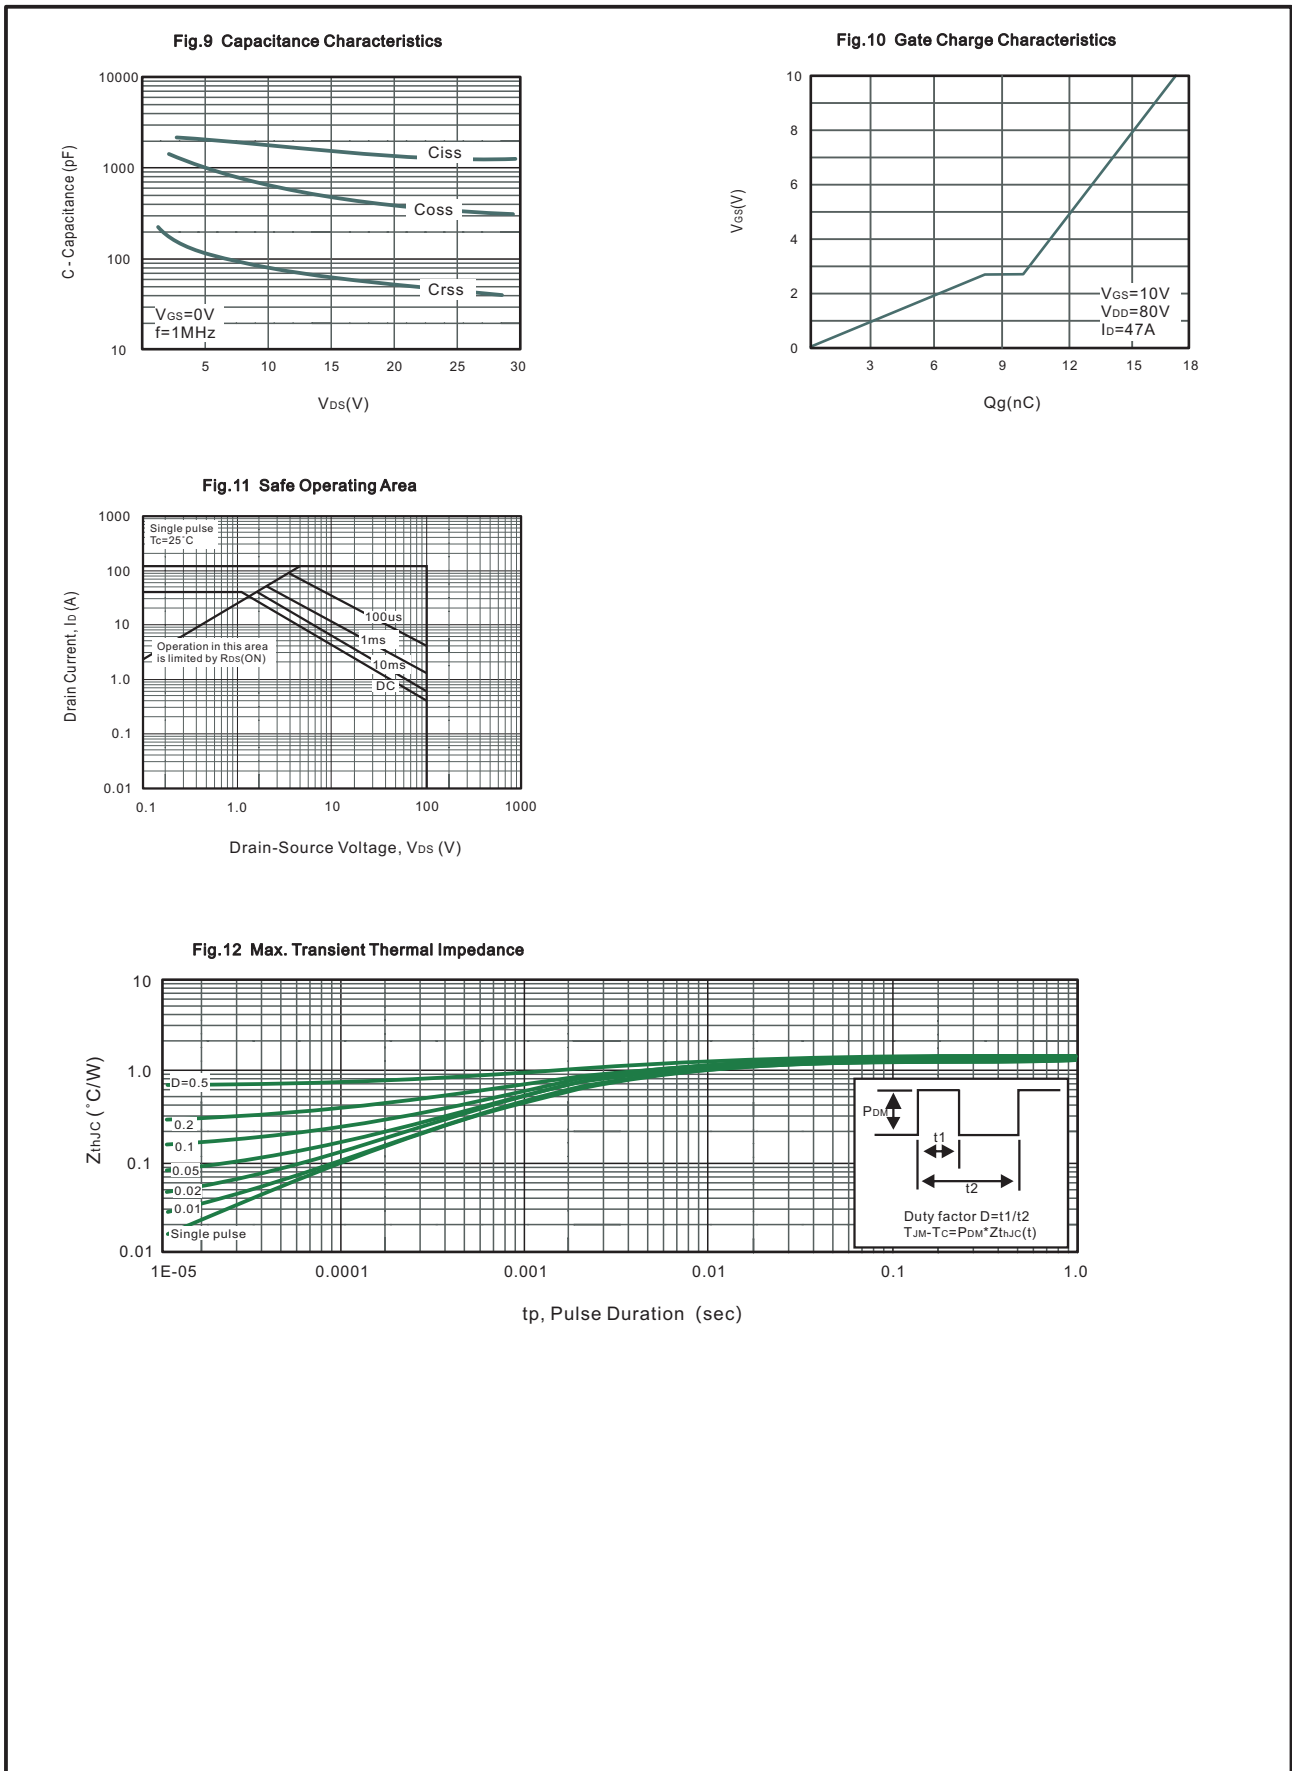 Fig.9 Capacitance Characteristics
C - Capacitance (pF)
10000
1000
100
10
Ciss
Coss
Crss
VGS=0V
f=1MHz
5 10 15 20 25 30
VDS(V)
Fig.10 Gate Charge Characteristics
VGS(V)
10
8
6
4
2
0
VGS=10V
VDD=80V
ID=47A
3 6 9 12 15 18
Qg(nC)
Fig.11 Safe Operating Area
Drain Current, ID (A)
1000
100
10
1.0
0.1
0.01
Single pulse
Tc=25°C
100us
1ms
10ms
DC
Operation in this area
is limited by RDS(ON)
0.1 1.0 10 100 1000
Drain-Source Voltage, VDS (V)
Fig.12 Max. Transient Thermal Impedance
ZthJC (°C/W)
10
1.0
0.1
0.01
D=0.5
0.2
0.1
0.05
0.02
0.01
Single pulse
PDM
t1
t2
Duty factor D=t1/t2
TJM-TC=PDM*ZthJC(t)
1E-05 0.0001 0.001 0.01 0.1 1.0
tp, Pulse Duration (sec)